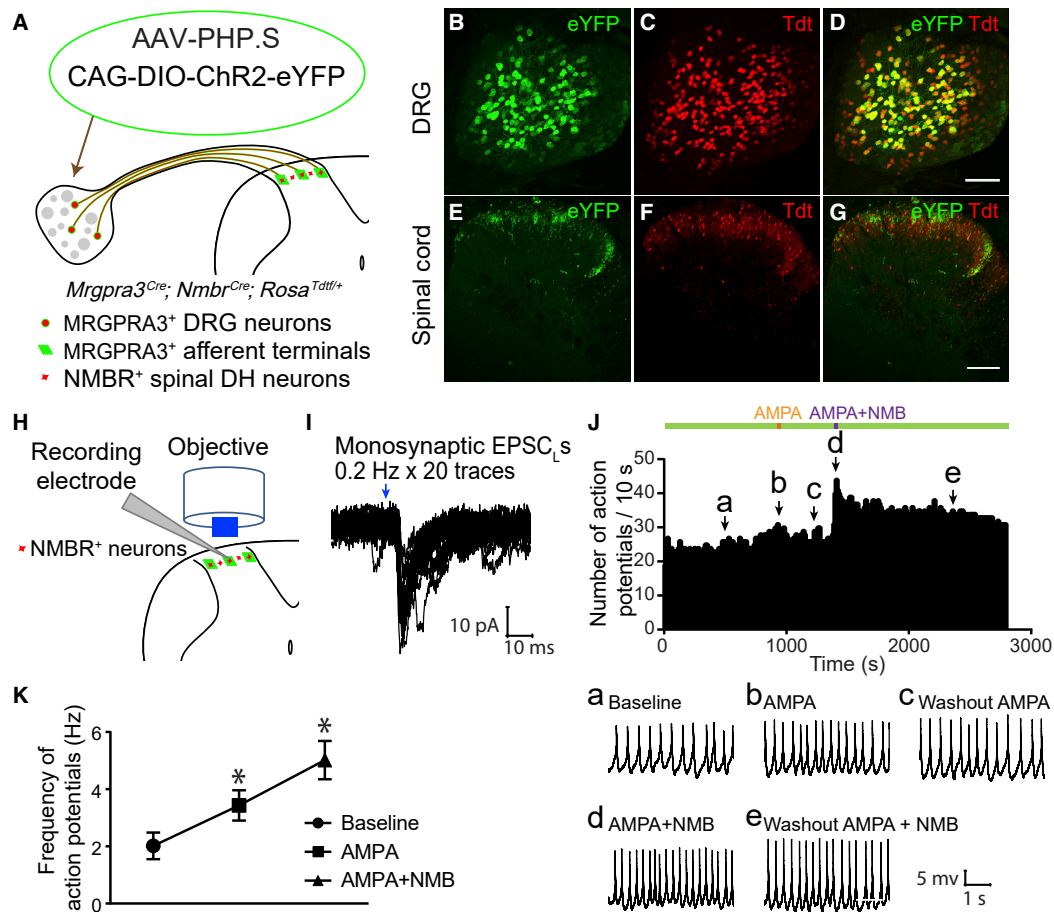 A
AAV-PHP.S
CAG-DIO-ChR2-eYFP
Mrgpra3Cre; NmbrCre; RosaTdtf/+
MRGPRA3+ DRG neurons
MRGPRA3+ afferent terminals
NMBR+ spinal DH neurons
B eYFP
C Tdt
D eYFP Tdt
DRG
E eYFP
F Tdt
G eYFP Tdt
Spinal cord
H
Recording
electrode
Objective
NMBR+ neurons
I
Monosynaptic EPSCLs
0.2 Hz x 20 traces
10 pA
10 ms
J
AMPA
AMPA+NMB
d
a
b
c
e
Number of action
potentials / 10 s
50
40
30
20
10
0
0 1000 2000 3000
Time (s)
a Baseline
b AMPA
c Washout AMPA
d AMPA+NMB
e Washout AMPA + NMB
5 mv
1 s
K
Frequency of
action potentials (Hz)
6
4
2
0
*
*
Baseline
AMPA
AMPA+NMB